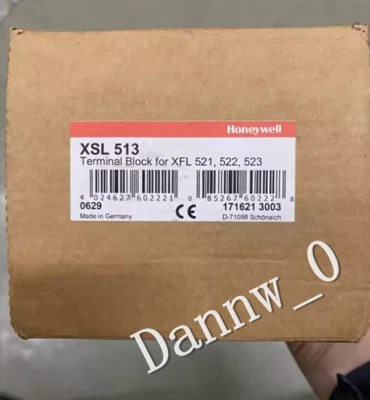 Honeywell
XSL 513
Terminal Block for XFL 521, 522, 523
4 024627 602221 0 85267 60222 8
0629 171621 3003
Made in Germany CE D-71098 Schönaich
Dannw_0